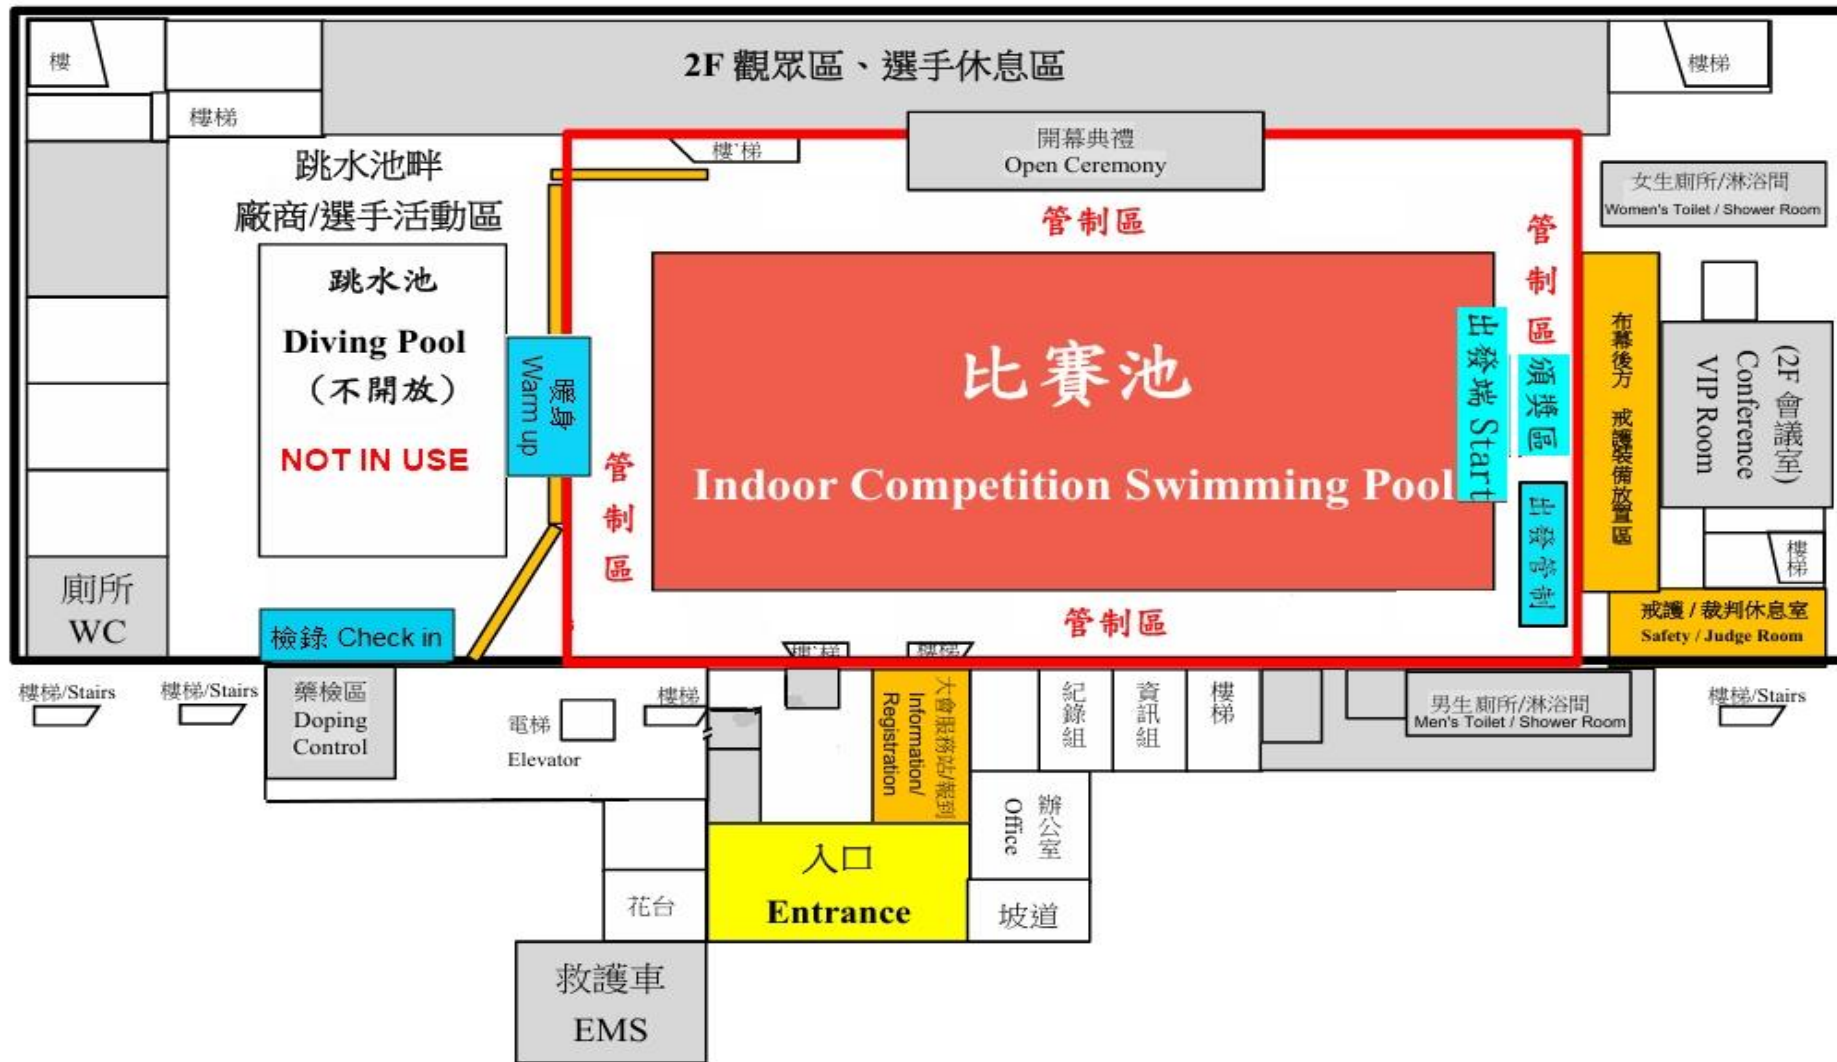 2F 觀眾區、選手休息區
樓
樓梯
樓梯
開幕典禮
Open Ceremony
樓梯
跳水池畔
廠商/選手活動區
管制區
女生廁所/淋浴間
Women's Toilet / Shower Room
跳水池
Diving Pool
(不開放)
NOT IN USE
暖身
Warm up
管制區
比賽池
Indoor Competition Swimming Pool
出發端 Start
管制區
頒獎區
出發管制
布幕後方 戒護裝備放置區
(2F 會議室)
Conference
VIP Room
樓梯
廁所
WC
檢錄 Check in
管制區
戒護 / 裁判休息室
Safety / Judge Room
樓梯
樓梯
樓梯/Stairs
樓梯/Stairs
藥檢區
Doping
Control
電梯
Elevator
樓梯
大會服務站/報到
Information/
Registration
紀錄組
資訊組
樓梯
男生廁所/淋浴間
Men's Toilet / Shower Room
樓梯/Stairs
辦公室
Office
入口
Entrance
花台
坡道
救護車
EMS